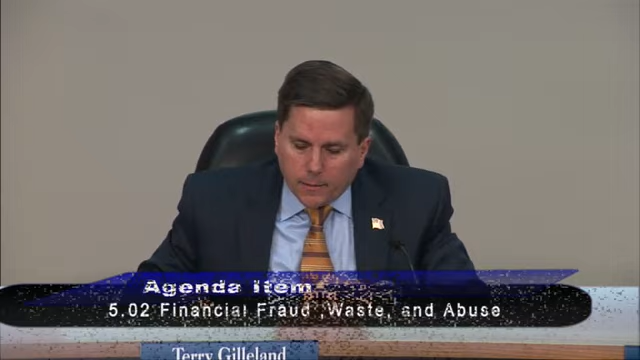 Agenda Item
5.02 Financial Fraud, Waste, and Abuse
Terry Gilleland